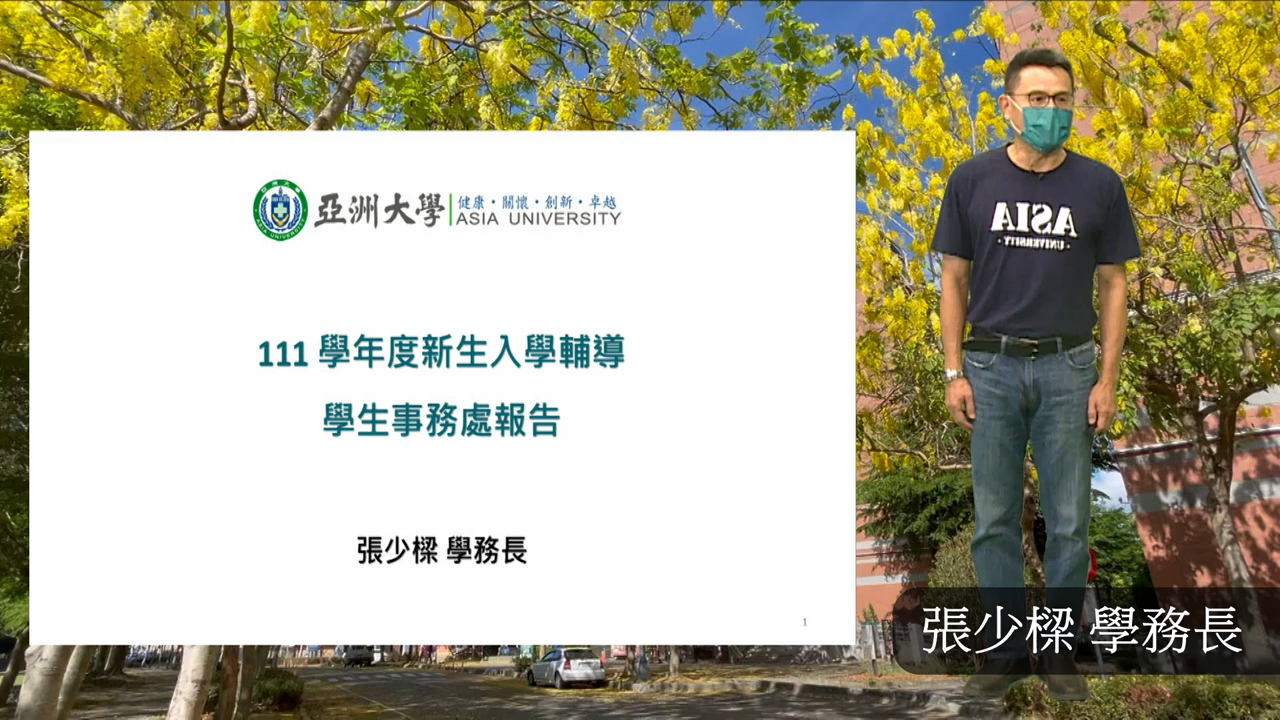 亞洲大學
健康・關懷・創新・卓越
ASIA UNIVERSITY
111 學年度新生入學輔導
學生事務處報告
張少樑 學務長
1
ASIA
UNIVERSITY
張少樑 學務長